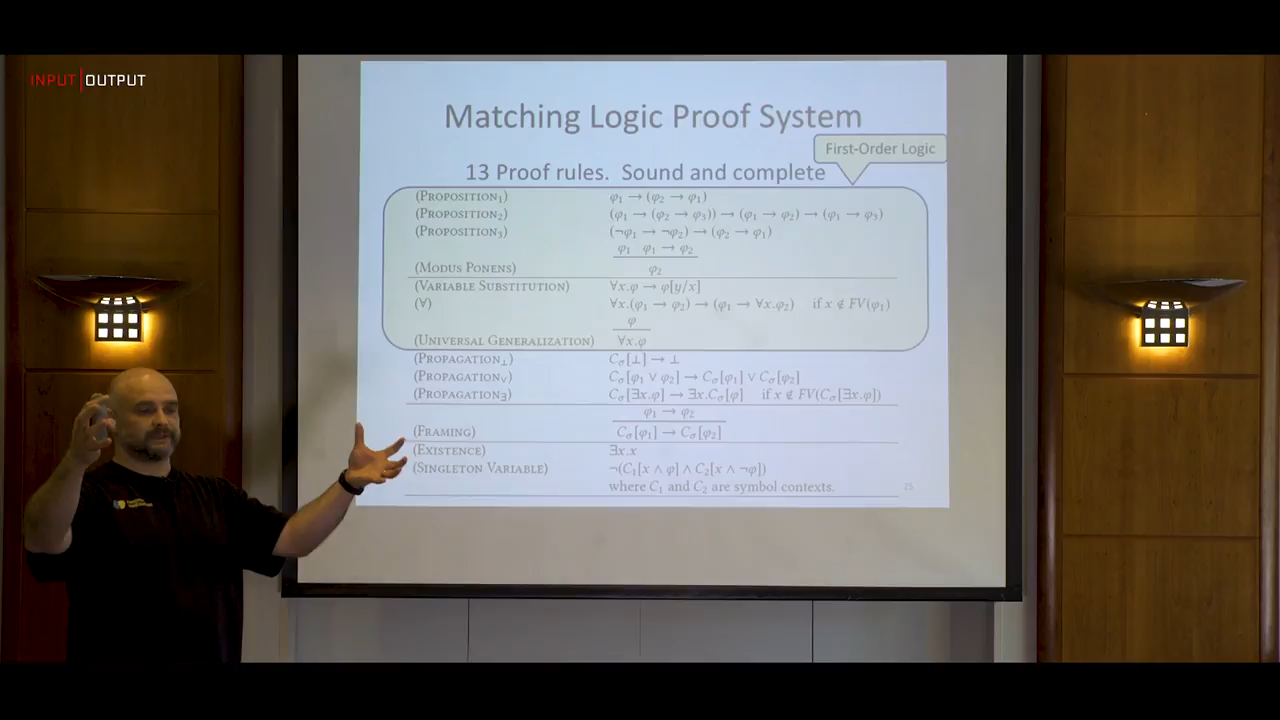 INPUT|OUTPUT
Matching Logic Proof System
First-Order Logic
13 Proof rules. Sound and complete
(PROPOSITION₁) φ₁ → (φ₂ → φ₁)
(PROPOSITION₂) (φ₁ → (φ₂ → φ₃)) → (φ₁ → φ₂) → (φ₁ → φ₃)
(PROPOSITION₃) (¬φ₁ → ¬φ₂) → (φ₂ → φ₁)
φ₁ φ₁ → φ₂
(MODUS PONENS) φ₂
(VARIABLE SUBSTITUTION) ∀x.φ → φ[y/x]
(∀) ∀x.(φ₁ → φ₂) → (φ₁ → ∀x.φ₂) if x ∉ FV(φ₁)
φ
(UNIVERSAL GENERALIZATION) ∀x.φ
(PROPAGATION⊥) Cσ[⊥] → ⊥
(PROPAGATION∨) Cσ[φ₁ ∨ φ₂] → Cσ[φ₁] ∨ Cσ[φ₂]
(PROPAGATION∃) Cσ[∃x.φ] → ∃x.Cσ[φ] if x ∉ FV(Cσ[∃x.φ])
φ₁ → φ₂
(FRAMING) Cσ[φ₁] → Cσ[φ₂]
(EXISTENCE) ∃x.x
(SINGLETON VARIABLE) ¬(C₁[x ∧ φ] ∧ C₂[x ∧ ¬φ])
where C₁ and C₂ are symbol contexts.
25